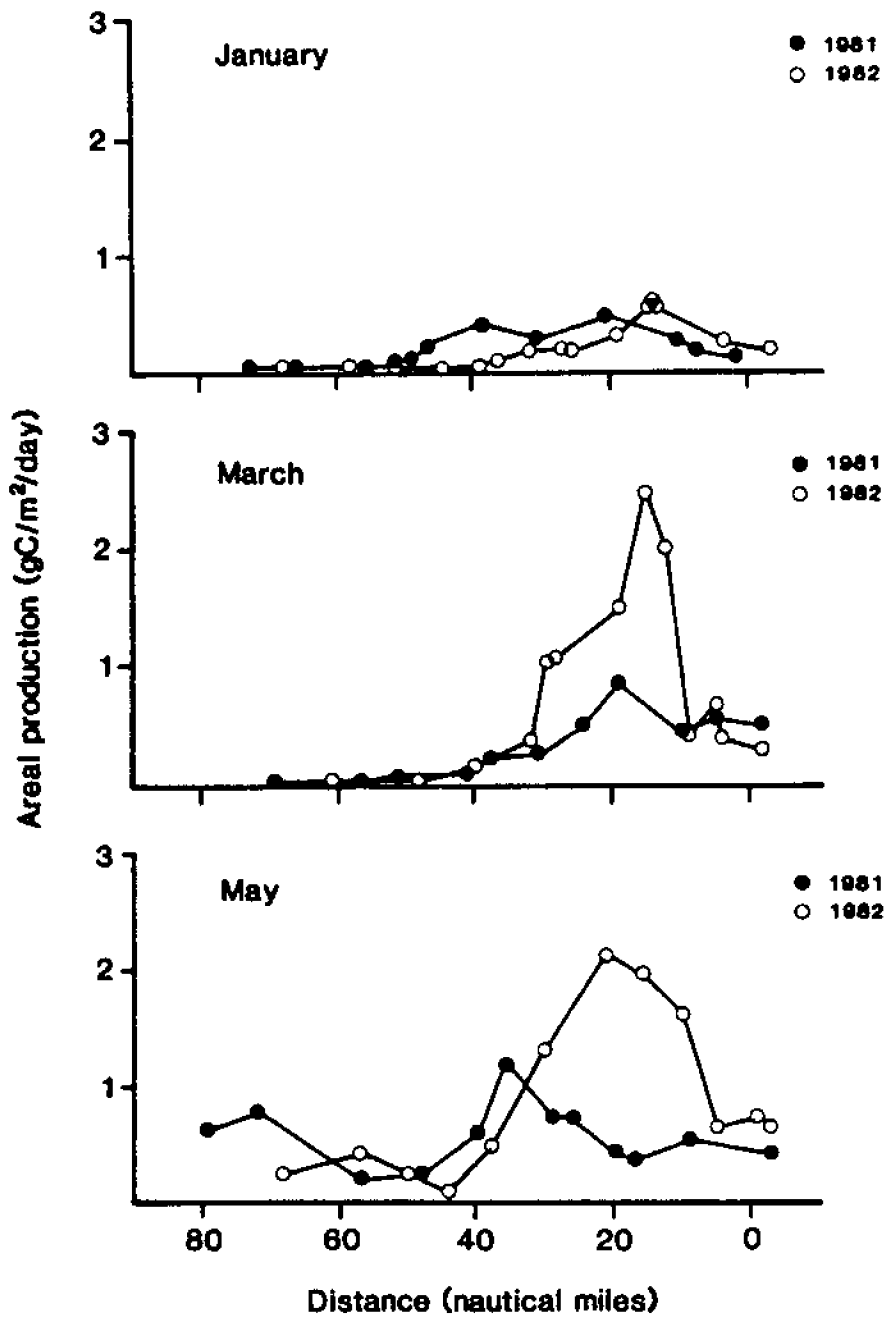 3
January
1981
1982
2
1
3
March
1981
1982
2
1
Areal production (gC/m²/day)
3
May
1981
1982
2
1
80 60 40 20 0
Distance (nautical miles)